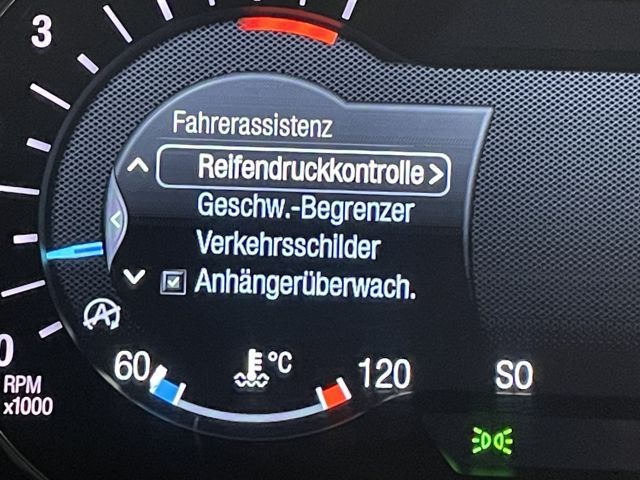 3
Fahrerassistenz
Reifendruckkontrolle >
Geschw.-Begrenzer
Verkehrsschilder
Anhängerüberwach.
A
0
60 °C 120 SO
RPM
x1000